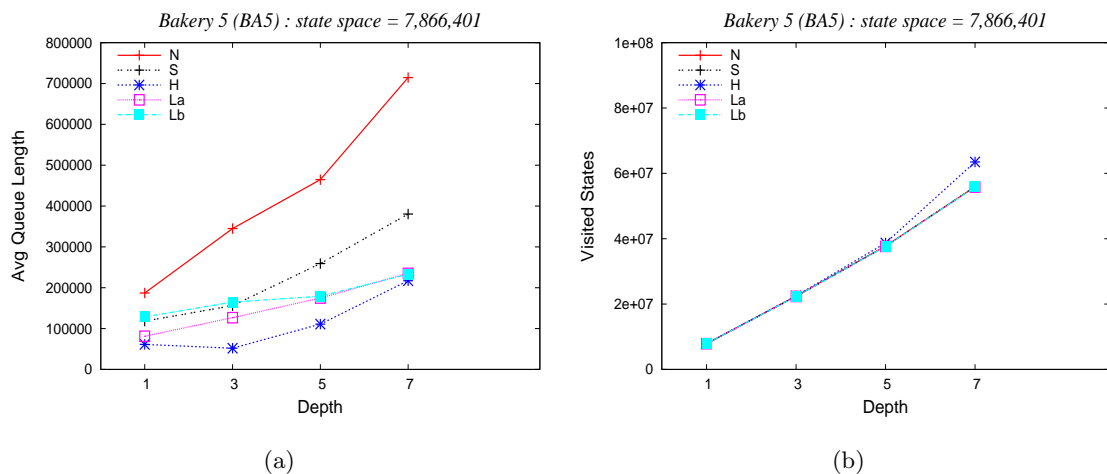 Bakery 5 (BA5) : state space = 7,866,401
800000
700000
600000
500000
400000
300000
200000
100000
0
Avg Queue Length
N
S
H
La
Lb
1 3 5 7
Depth
(a)
Bakery 5 (BA5) : state space = 7,866,401
1e+08
8e+07
6e+07
4e+07
2e+07
0
Visited States
N
S
H
La
Lb
1 3 5 7
Depth
(b)